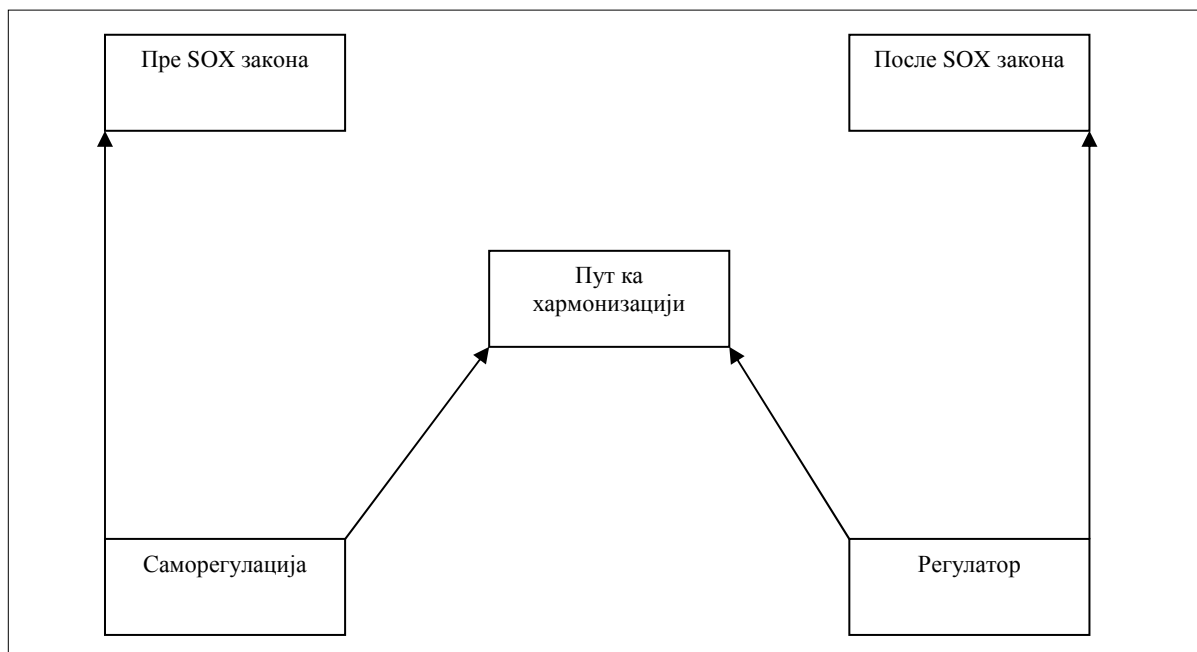 Пре SOX закона
После SOX закона
Пут ка
хармонизацији
Саморегулација
Регулатор